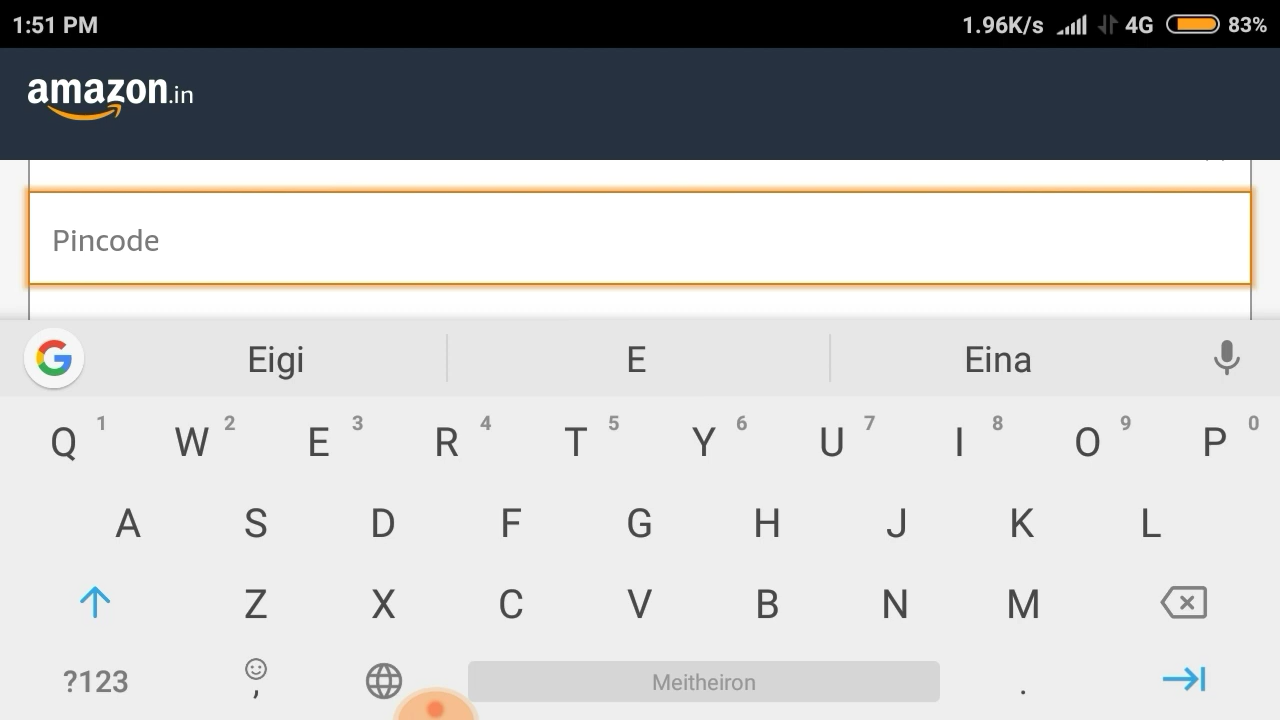 1:51 PM 1.96K/s 4G 83%
amazon.in
Pincode
Eigi E Eina
Q 1 W 2 E 3 R 4 T 5 Y 6 U 7 I 8 O 9 P 0
A S D F G H J K L
Z X C V B N M
?123 , Meitheiron .